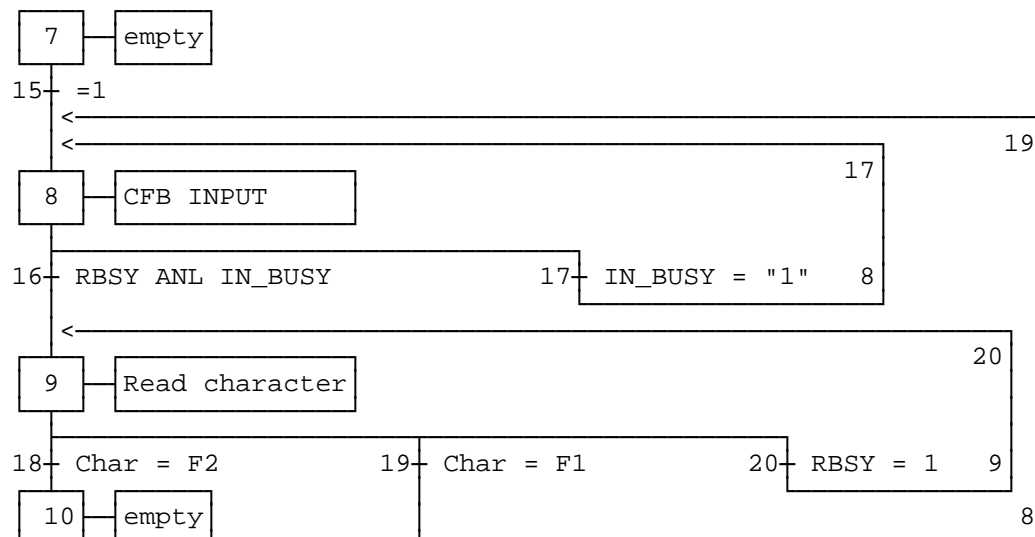 7 empty
15 =1
<
< 19
17
8 CFB INPUT
16 RBSY ANL IN_BUSY 17 IN_BUSY = "1" 8
<
20
9 Read character
18 Char = F2 19 Char = F1 20 RBSY = 1 9
10 empty 8